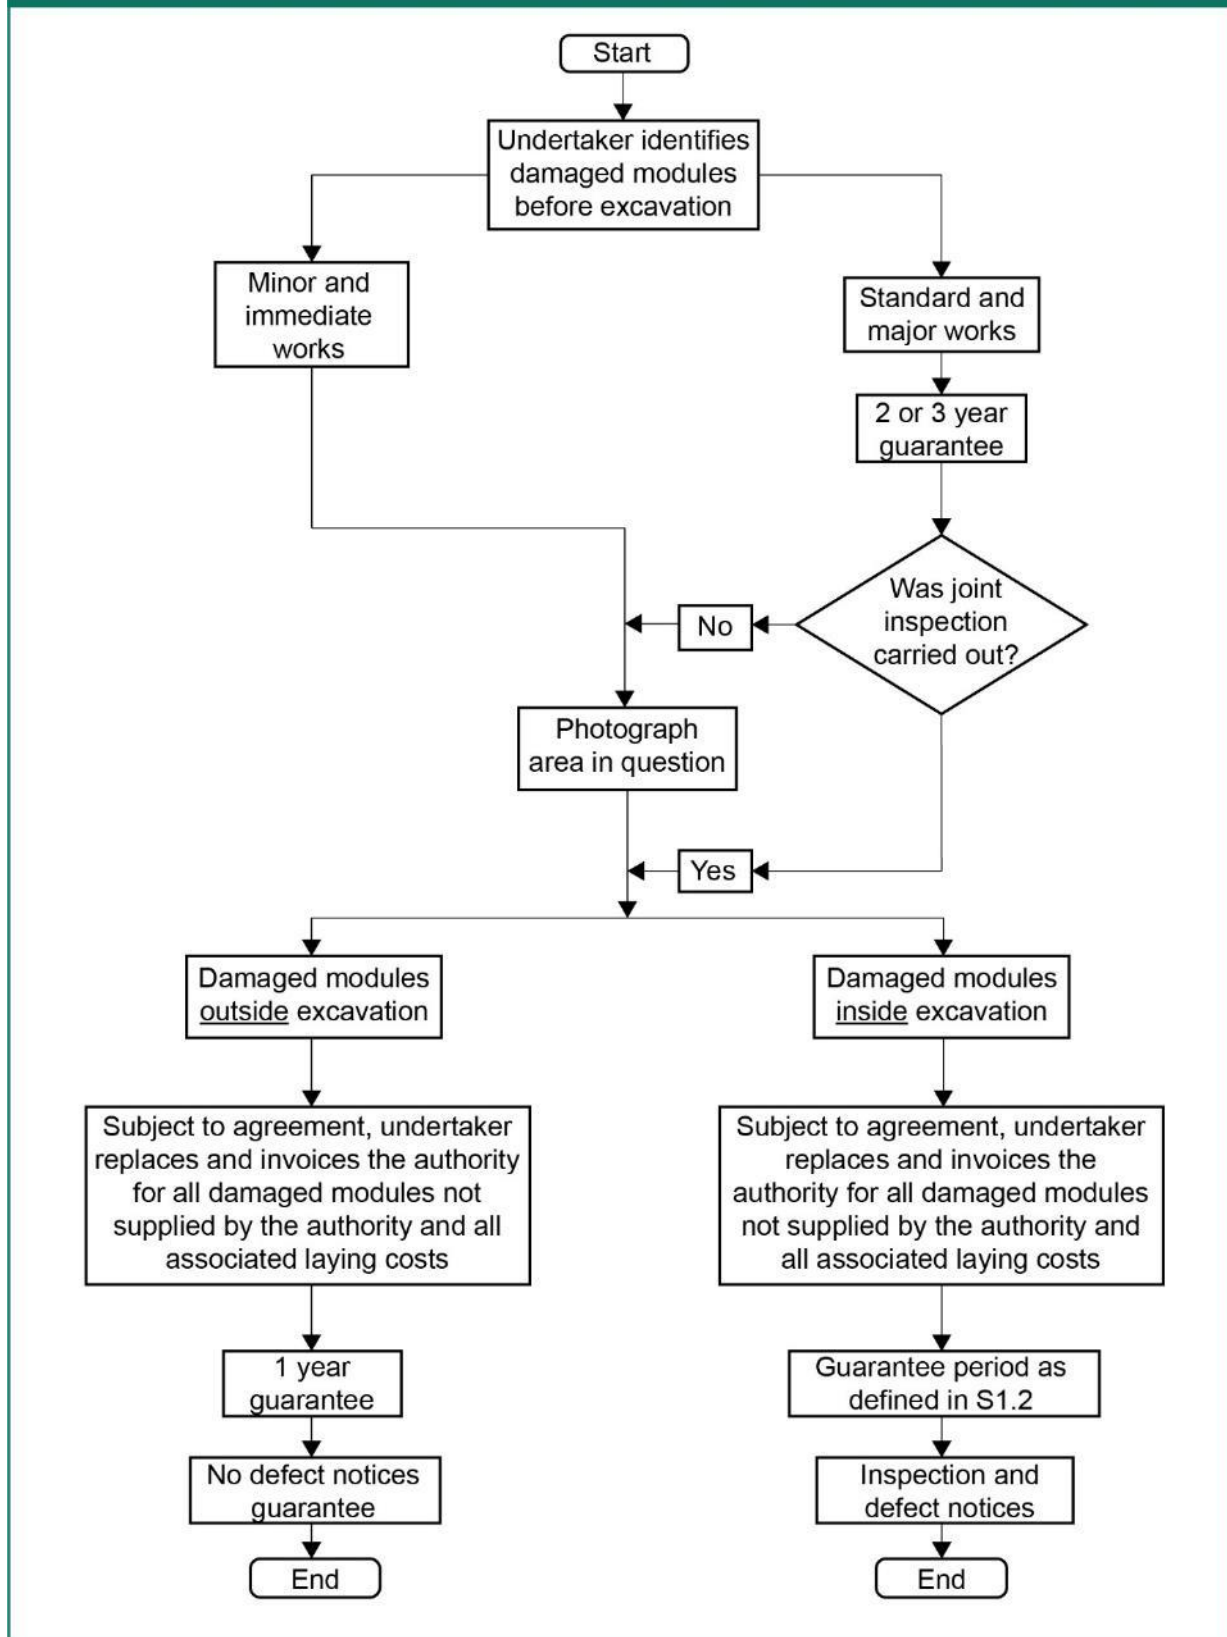 Start
Undertaker identifies
damaged modules
before excavation
Minor and
immediate
works
Standard and
major works
2 or 3 year
guarantee
Was joint
inspection
carried out?
No
Photograph
area in question
Yes
Damaged modules
outside excavation
Damaged modules
inside excavation
Subject to agreement, undertaker
replaces and invoices the authority
for all damaged modules not
supplied by the authority and all
associated laying costs
Subject to agreement, undertaker
replaces and invoices the
authority for all damaged modules
not supplied by the authority and
all associated laying costs
1 year
guarantee
Guarantee period as
defined in S1.2
No defect notices
guarantee
Inspection and
defect notices
End
End